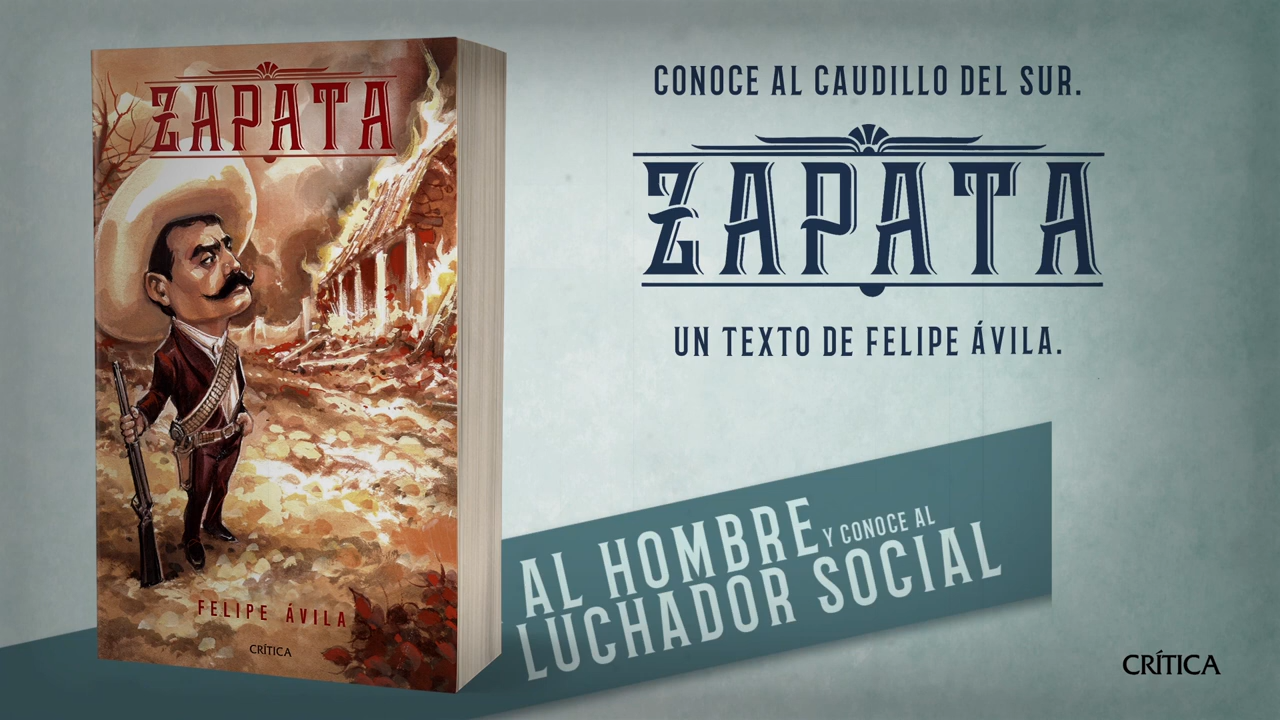 ZAPATA
FELIPE ÁVILA
CRÍTICA
CONOCE AL CAUDILLO DEL SUR.
ZAPATA
UN TEXTO DE FELIPE ÁVILA.
AL HOMBRE Y CONOCE AL
LUCHADOR SOCIAL
CRÍTICA